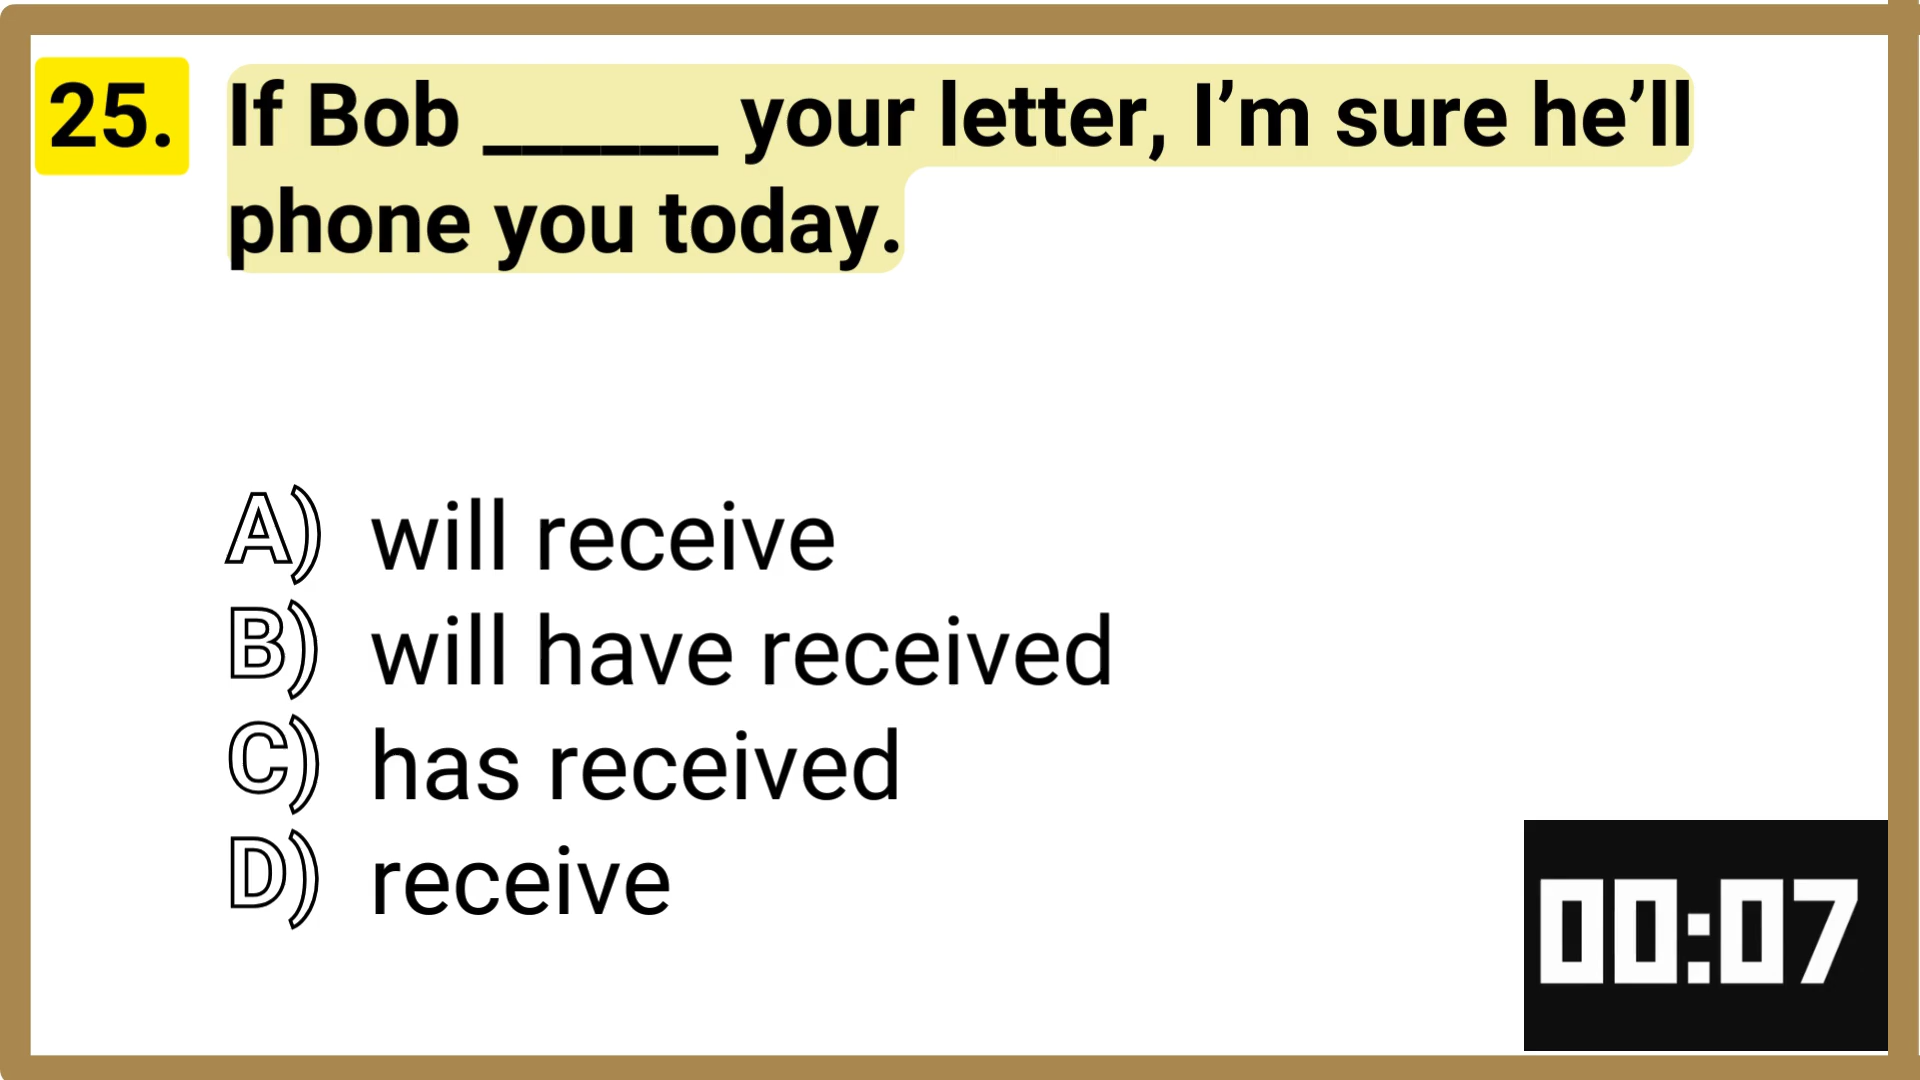 25. If Bob ______ your letter, I’m sure he’ll
phone you today.
A) will receive
B) will have received
C) has received
D) receive
00:07